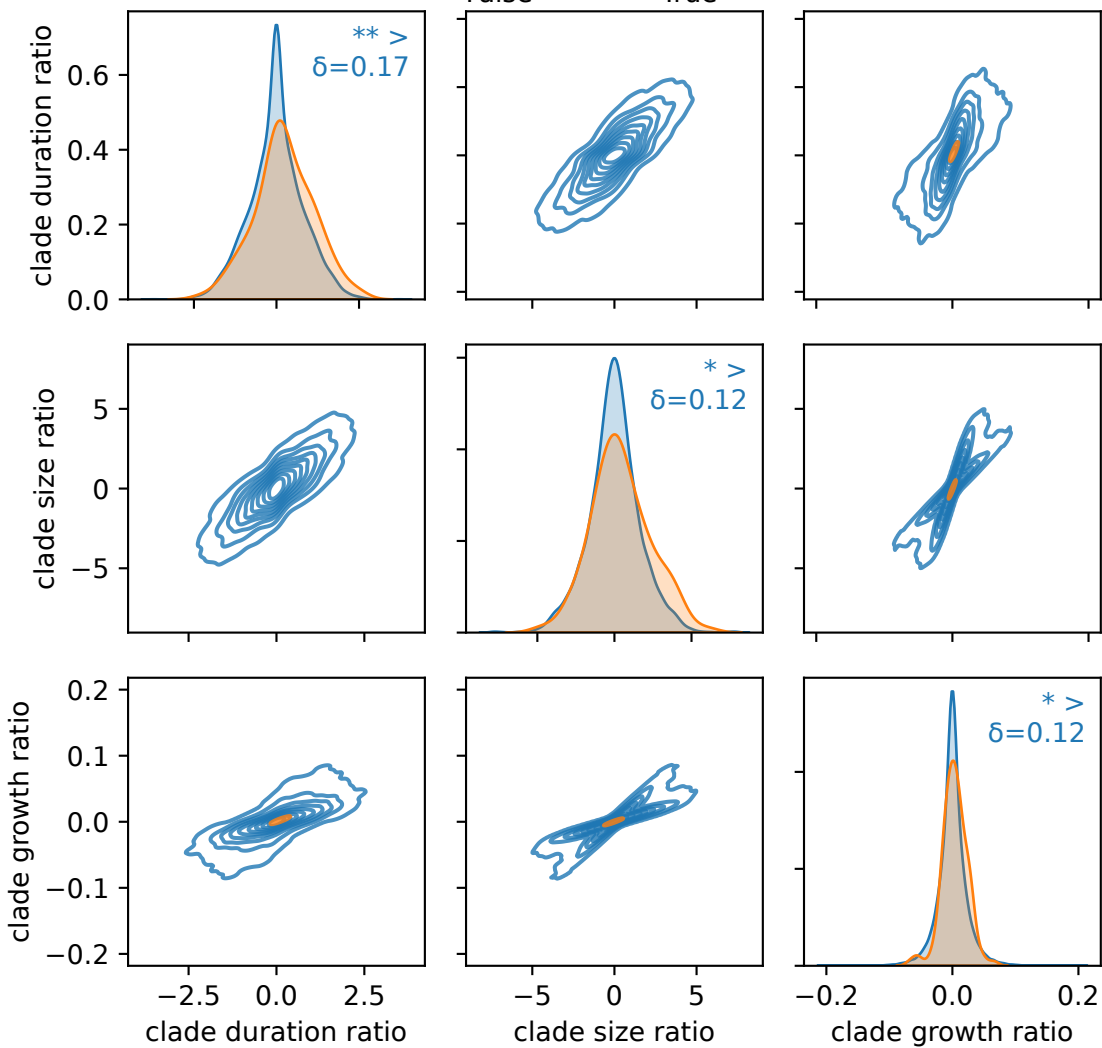 False True
clade duration ratio
0.6
0.4
0.2
0.0
** >
δ=0.17
clade size ratio
5
0
−5
* >
δ=0.12
clade growth ratio
0.2
0.1
0.0
−0.1
−0.2
* >
δ=0.12
−2.5 0.0 2.5
−5 0 5
−0.2 0.0 0.2
clade duration ratio
clade size ratio
clade growth ratio